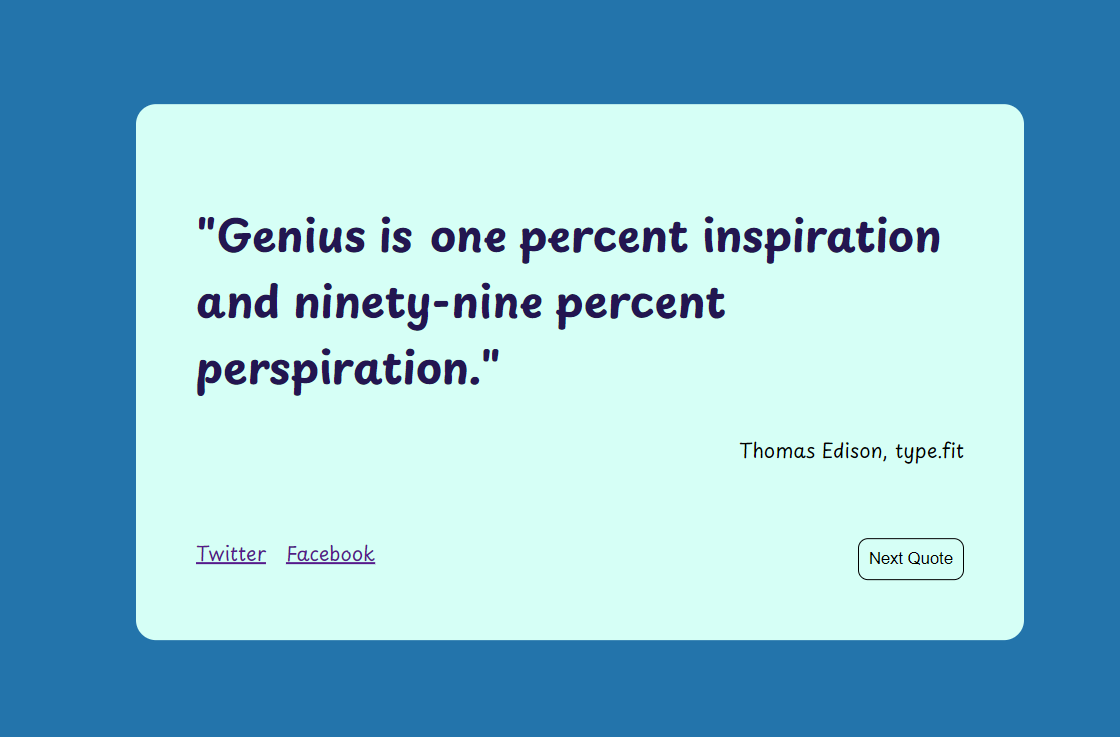 "Genius is one percent inspiration
and ninety-nine percent
perspiration."
Thomas Edison, type.fit
Twitter Facebook
Next Quote